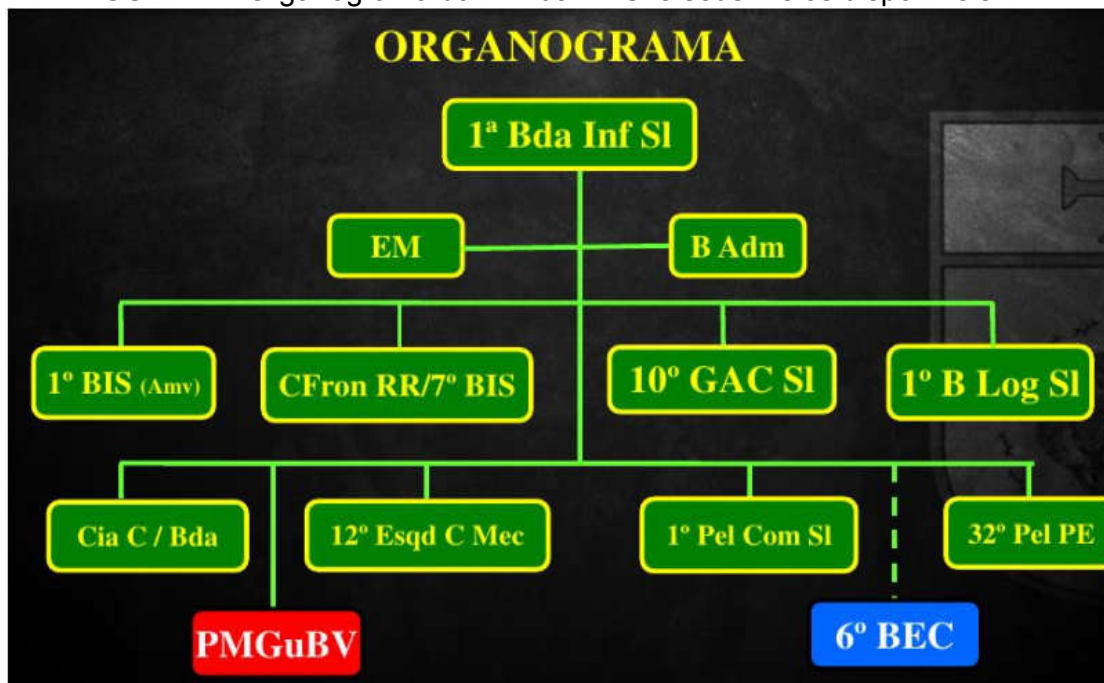 ORGANOGRAMA
1ª Bda Inf Sl
EM
B Adm
1º BIS (Amv)
CFron RR/7º BIS
10º GAC Sl
1º B Log Sl
Cia C / Bda
12º Esqd C Mec
1º Pel Com Sl
32º Pel PE
PMGuBV
6º BEC